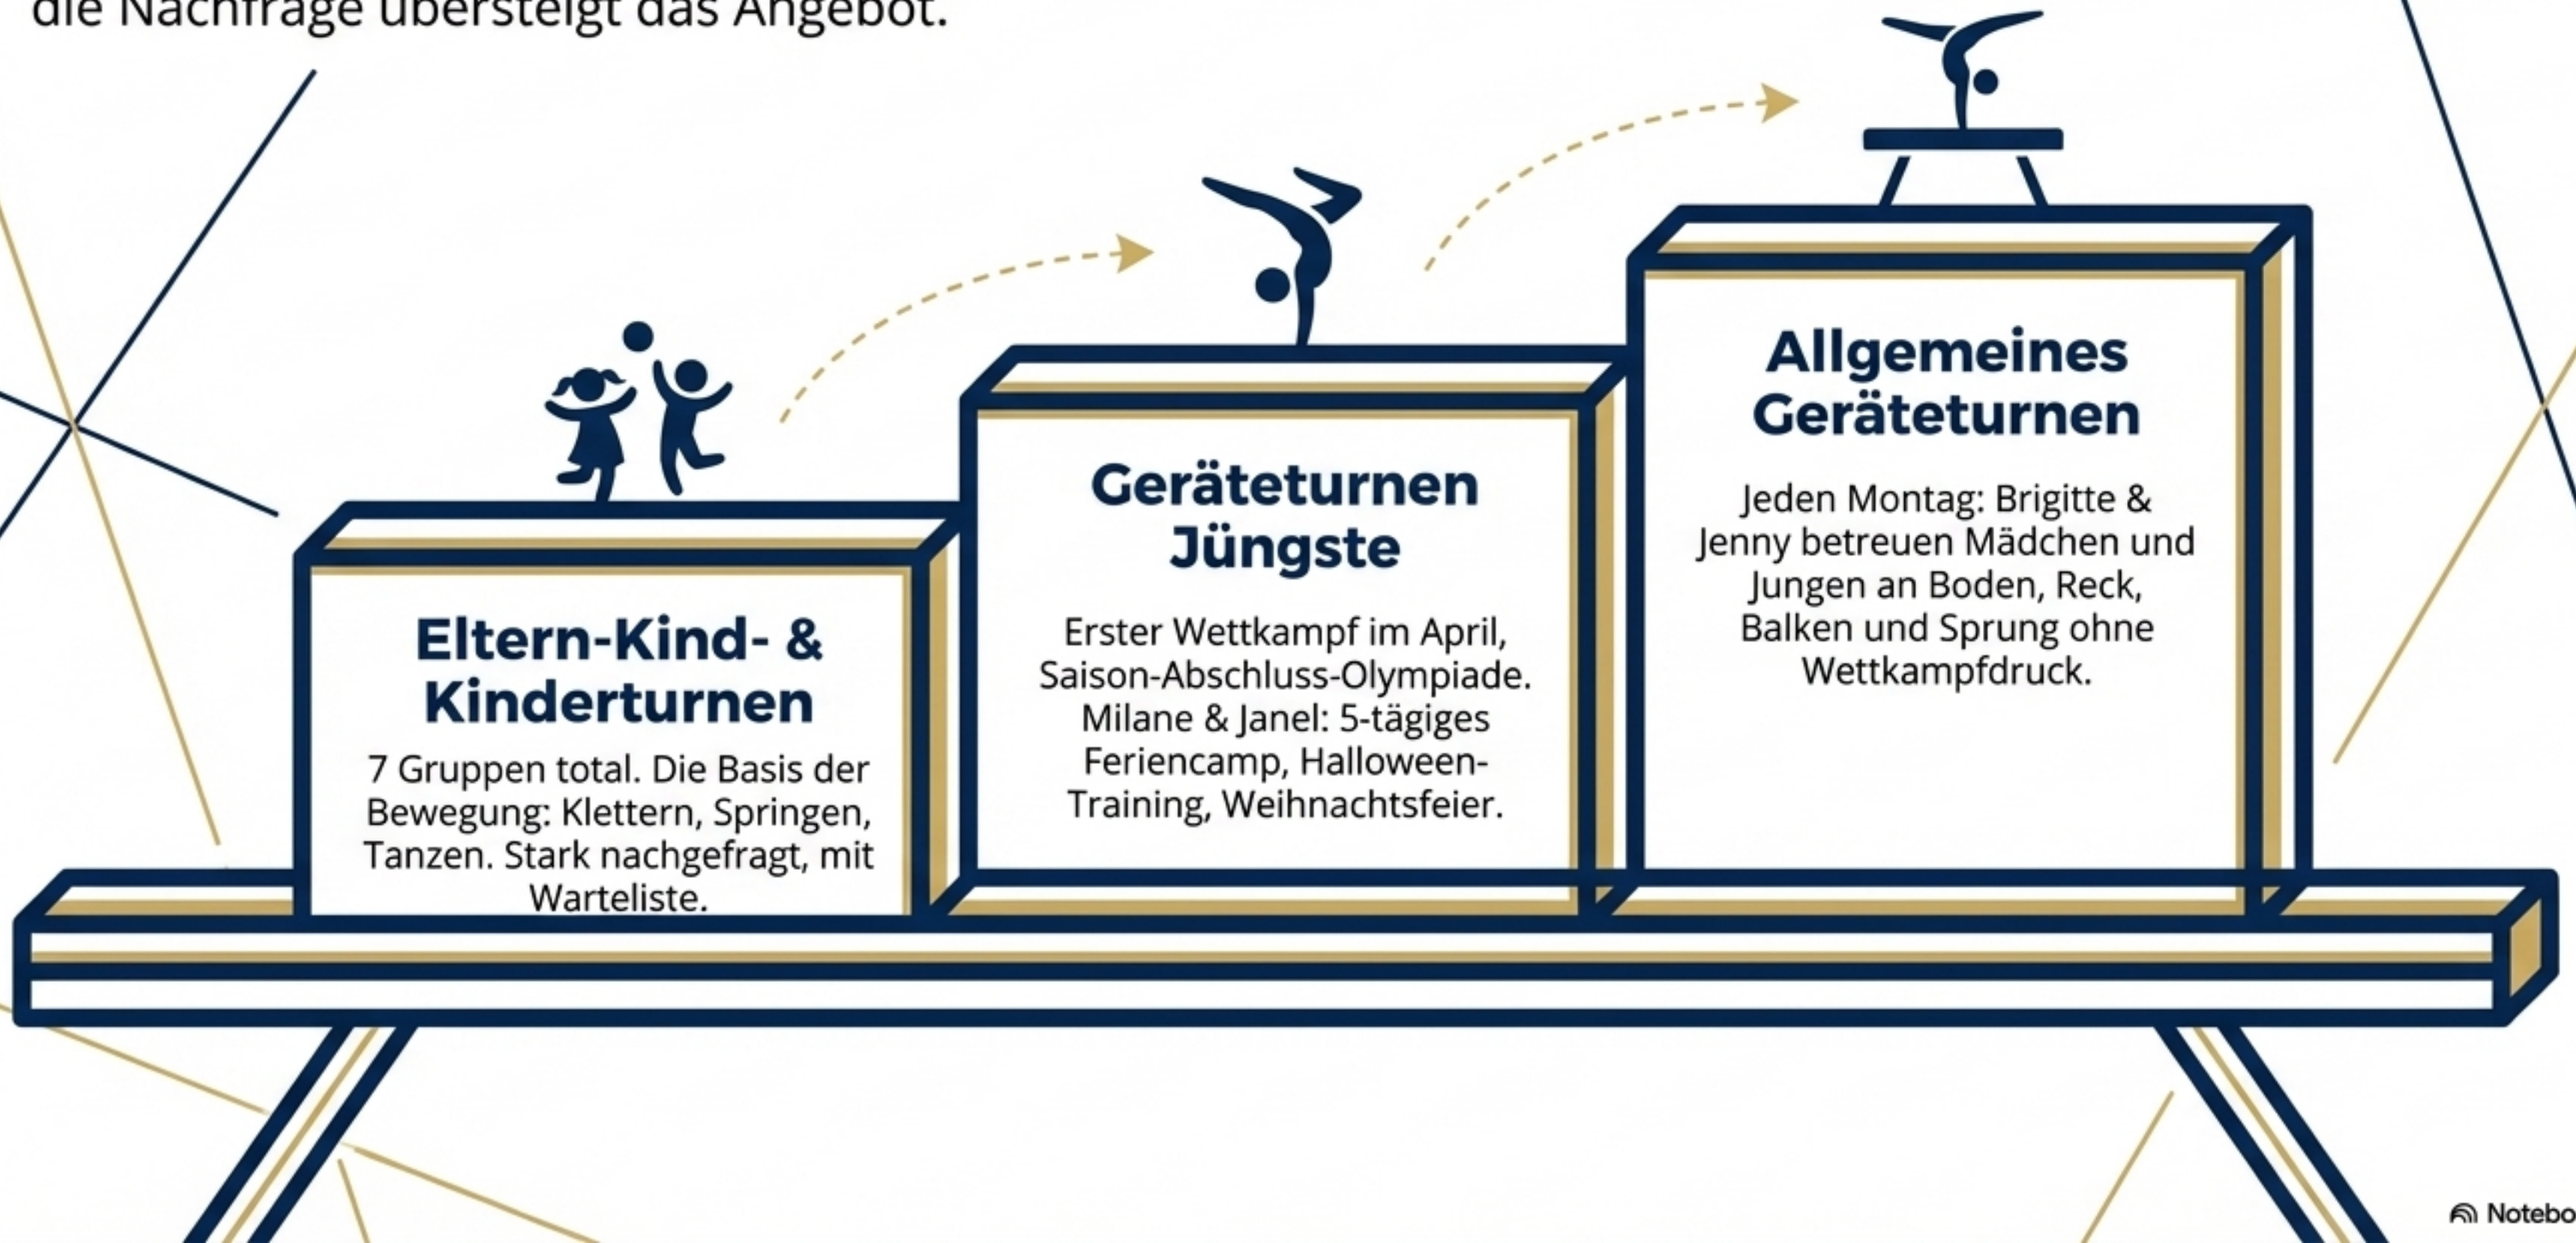 die Nachfrage übersteigt das Angebot.
Eltern-Kind- &
Kinderturnen
7 Gruppen total. Die Basis der
Bewegung: Klettern, Springen,
Tanzen. Stark nachgefragt, mit
Warteliste.
Geräteturnen
Jüngste
Erster Wettkampf im April,
Saison-Abschluss-Olympiade.
Milane & Janel: 5-tägiges
Feriencamp, Halloween-
Training, Weihnachtsfeier.
Allgemeines
Geräteturnen
Jeden Montag: Brigitte &
Jenny betreuen Mädchen und
Jungen an Boden, Reck,
Balken und Sprung ohne
Wettkampfdruck.
Notebo